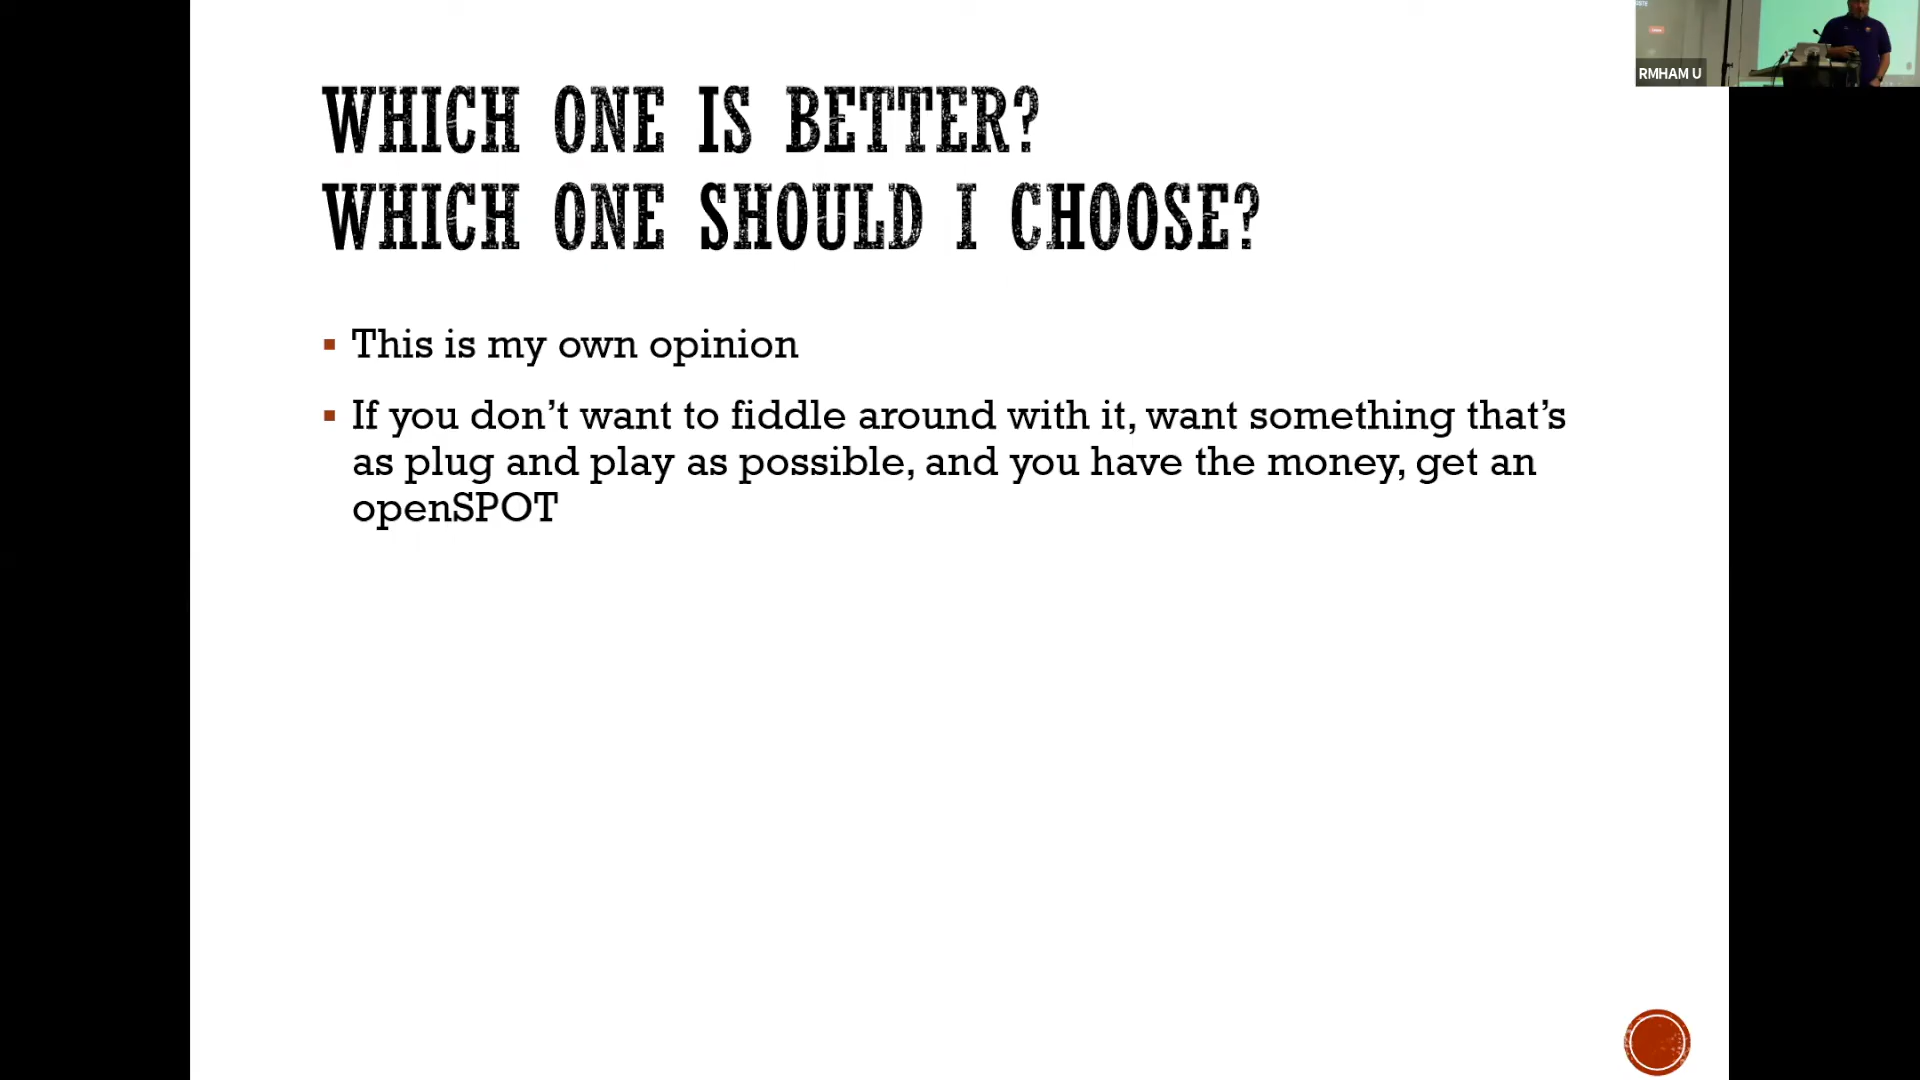 WHICH ONE IS BETTER?
WHICH ONE SHOULD I CHOOSE?
▪ This is my own opinion
▪ If you don’t want to fiddle around with it, want something that’s
as plug and play as possible, and you have the money, get an
openSPOT
RMHAM U